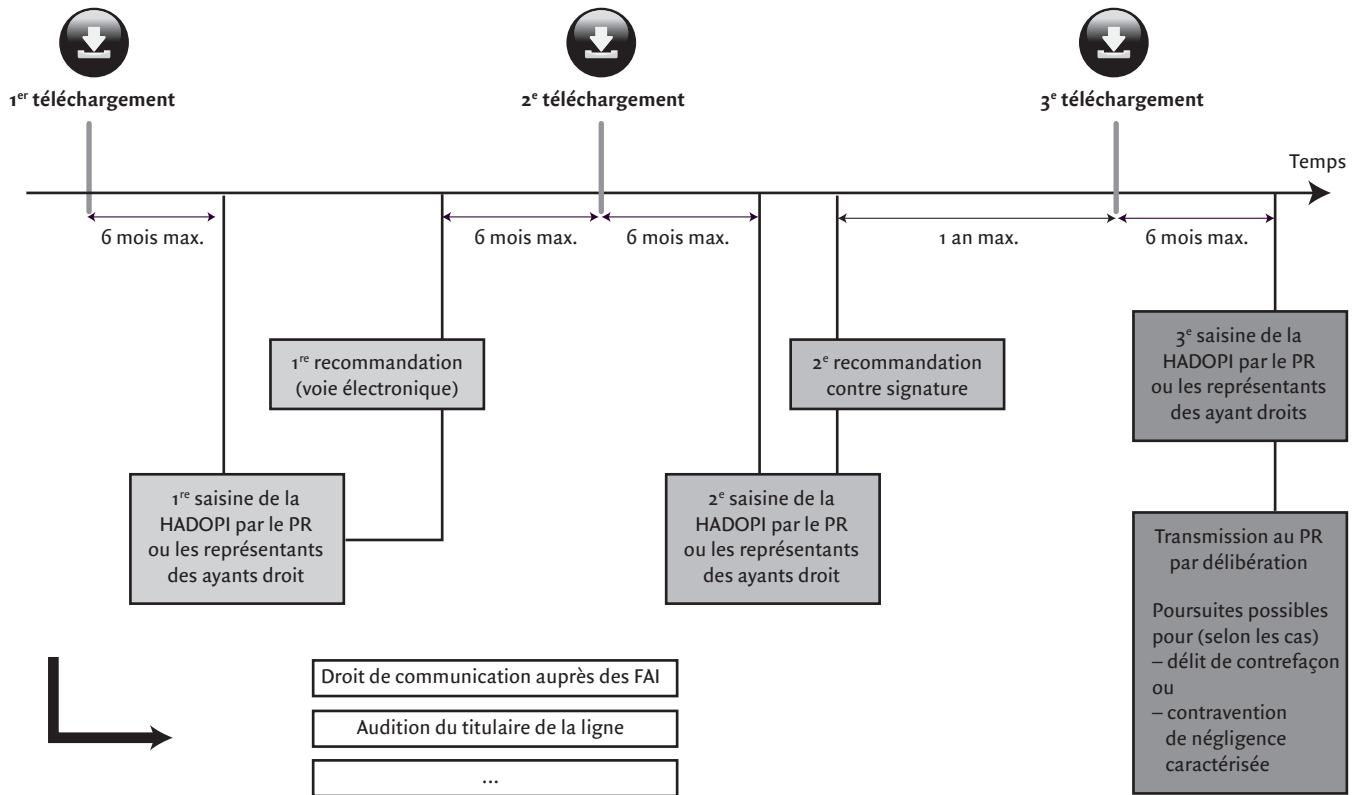 1er téléchargement
2e téléchargement
3e téléchargement
Temps
6 mois max.
6 mois max.
6 mois max.
1 an max.
6 mois max.
1re recommandation
(voie électronique)
2e recommandation
contre signature
3e saisine de la
HADOPI par le PR
ou les représentants
des ayant droits
1re saisine de la
HADOPI par le PR
ou les représentants
des ayants droit
2e saisine de la
HADOPI par le PR
ou les représentants
des ayants droit
Transmission au PR
par délibération
Poursuites possibles
pour (selon les cas)
– délit de contrefaçon
ou
– contravention
de négligence
caractérisée
Droit de communication auprès des FAI
Audition du titulaire de la ligne
...